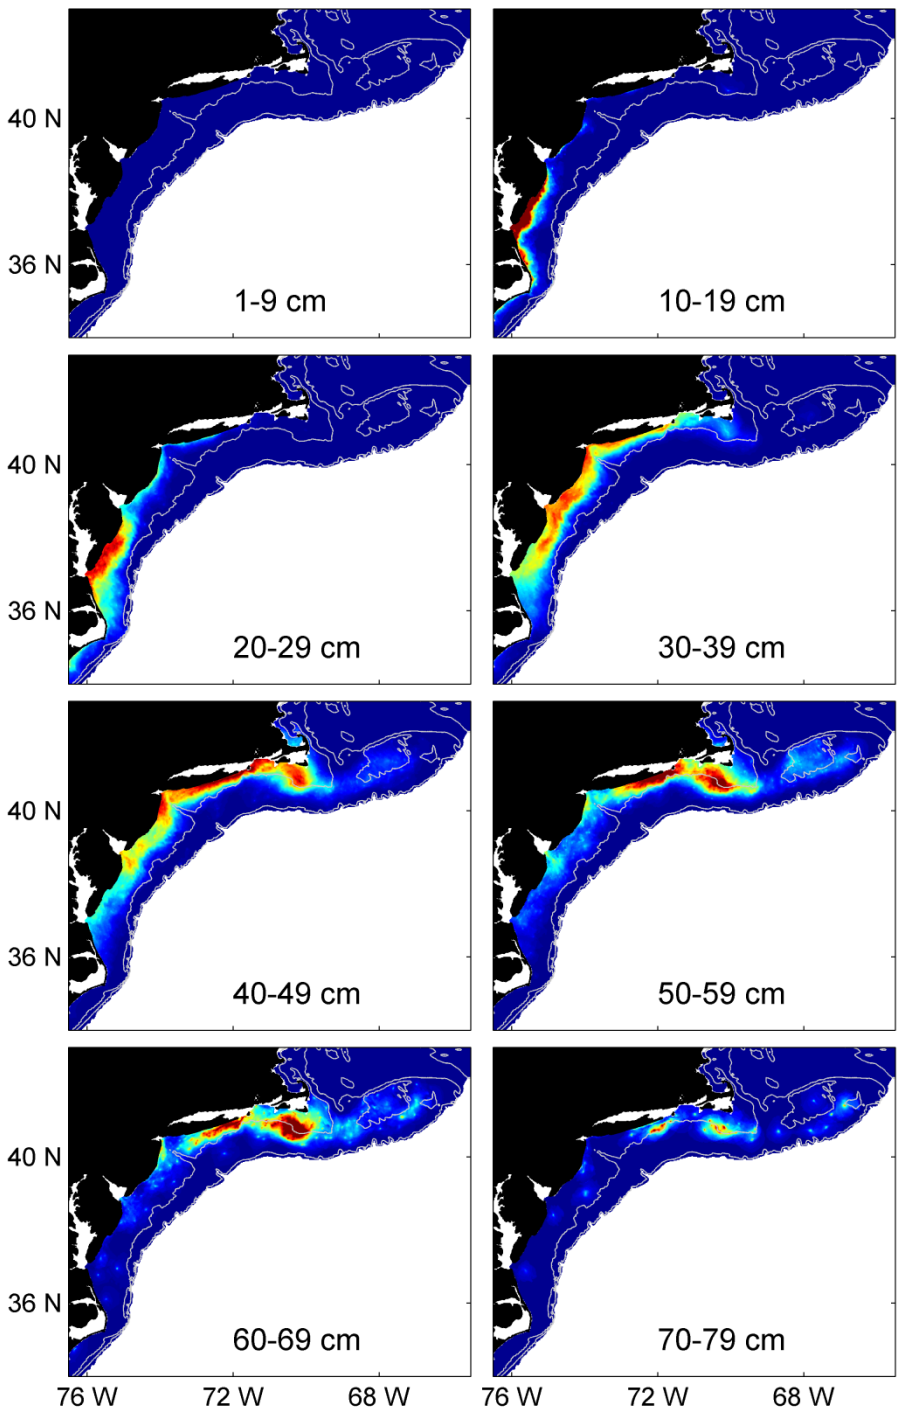 40 N
36 N
1-9 cm
10-19 cm
40 N
36 N
20-29 cm
30-39 cm
40 N
36 N
40-49 cm
50-59 cm
40 N
36 N
60-69 cm
70-79 cm
76 W 72 W 68 W 76 W 72 W 68 W